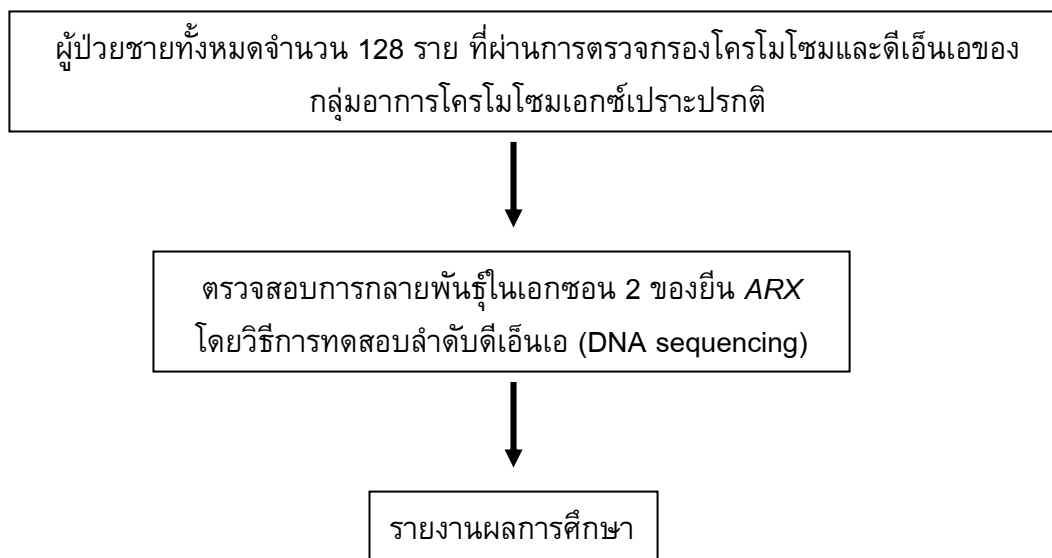 ผู้ป่วยชายทั้งหมดจำนวน 128 ราย ที่ผ่านการตรวจกรองโครโมโซมและดีเอ็นเอของ
กลุ่มอาการโครโมโซมเอกซ์เปราะปรกติ
ตรวจสอบการกลายพันธุ์ในเอกซอน 2 ของยีน ARX
โดยวิธีการทดสอบลำดับดีเอ็นเอ (DNA sequencing)
รายงานผลการศึกษา